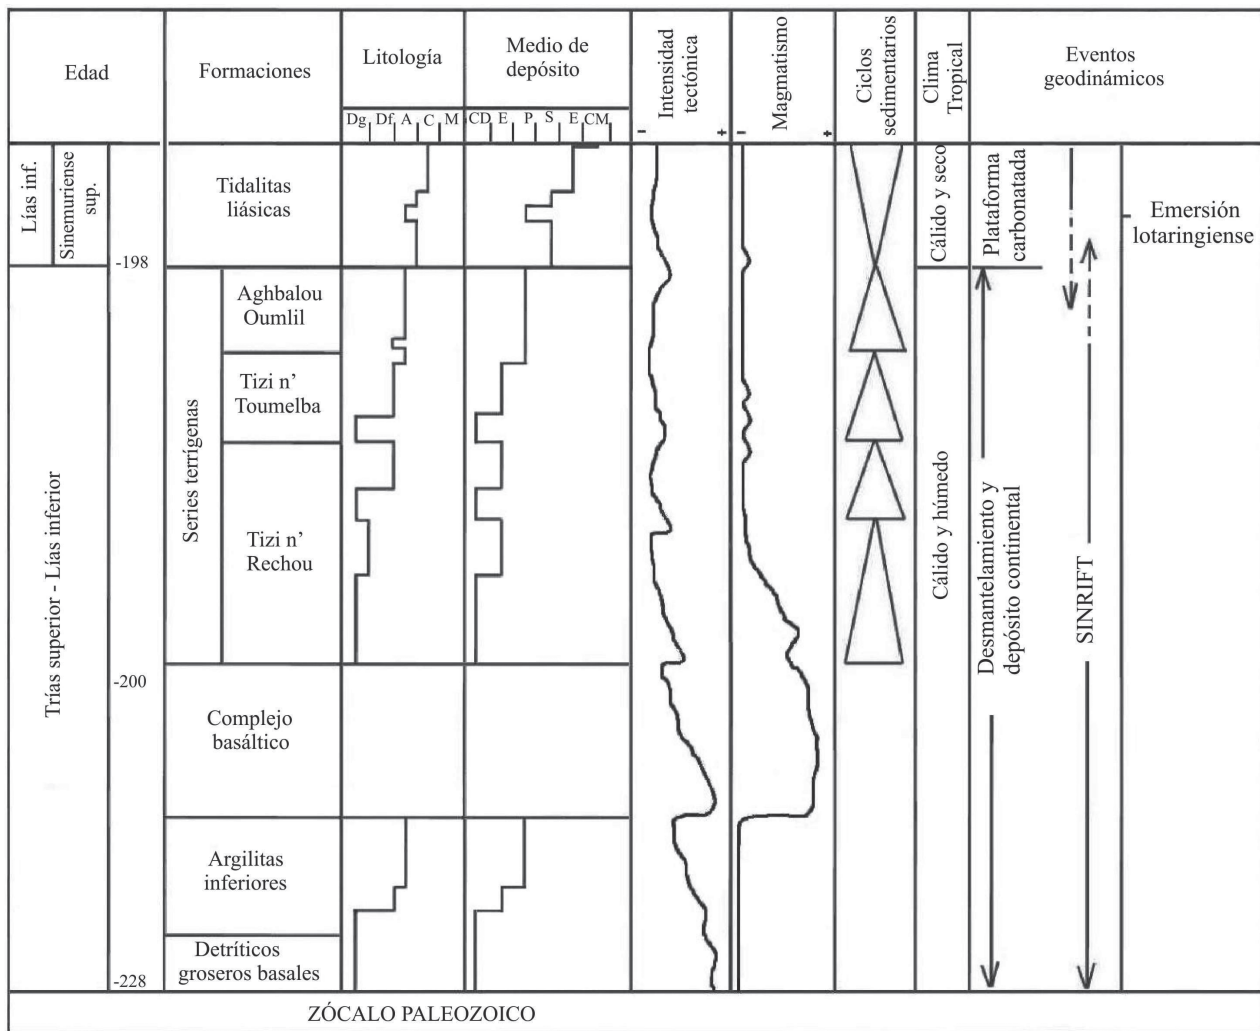 Edad
Formaciones
Litología
Medio de
depósito
Intensidad
tectónica
Magmatismo
Ciclos
sedimentarios
Clima
Tropical
Eventos
geodinámicos
Dg Df A C M
CD E P S E CM
- +
- +
Lías inf.
Sinemuriense
sup.
Tidalitas
liásicas
Cálido y seco
Plataforma
carbonatada
Emersión
lotaringiense
-198
Trías superior - Lías inferior
Series terrígenas
Aghbalou
Oumlil
Tizi n'
Toumelba
Tizi n'
Rechou
Cálido y húmedo
Desmantelamiento y
depósito continental
SINRIFT
-200
Complejo
basáltico
Argilitas
inferiores
Detríticos
groseros basales
-228
ZÓCALO PALEOZOICO